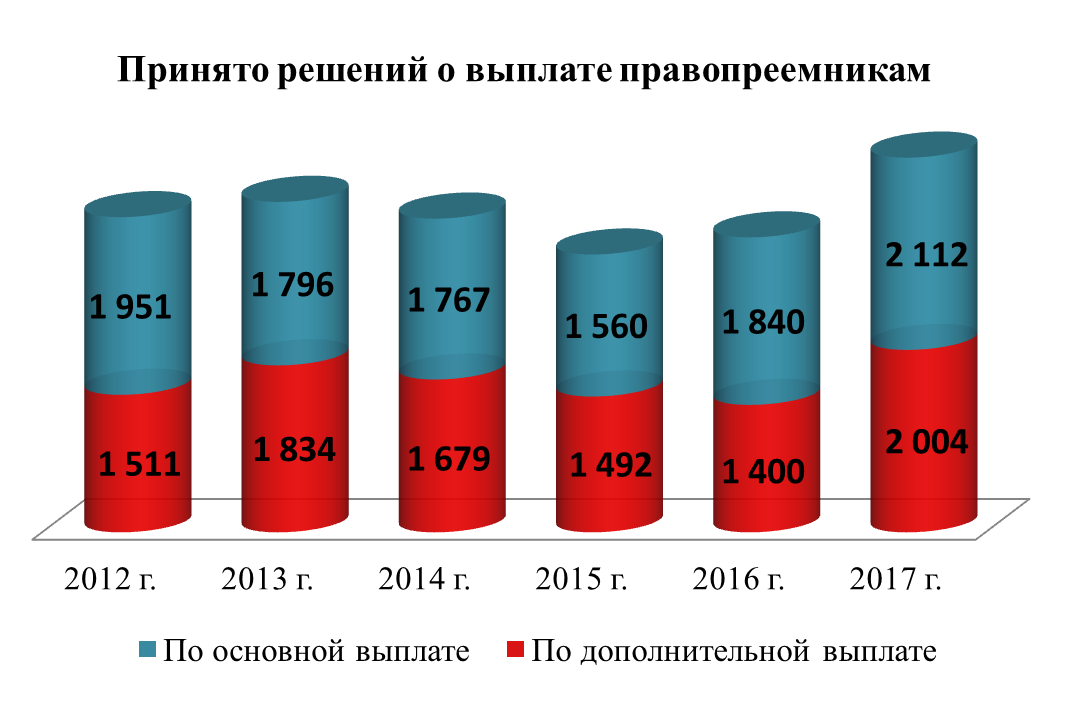 Принято решений о выплате правопреемникам
1 951 1 796 1 767 1 560 1 840 2 112
1 511 1 834 1 679 1 492 1 400 2 004
2012 г. 2013 г. 2014 г. 2015 г. 2016 г. 2017 г.
По основной выплате По дополнительной выплате